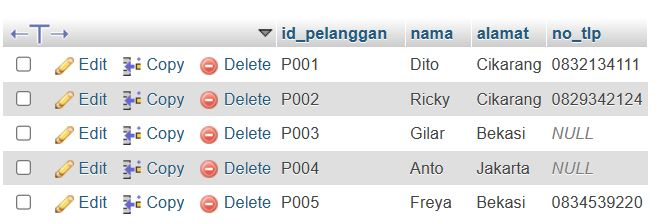 id_pelanggan nama alamat no_tlp
Edit Copy Delete P001 Dito Cikarang 0832134111
Edit Copy Delete P002 Ricky Cikarang 0829342124
Edit Copy Delete P003 Gilar Bekasi NULL
Edit Copy Delete P004 Anto Jakarta NULL
Edit Copy Delete P005 Freya Bekasi 0834539220